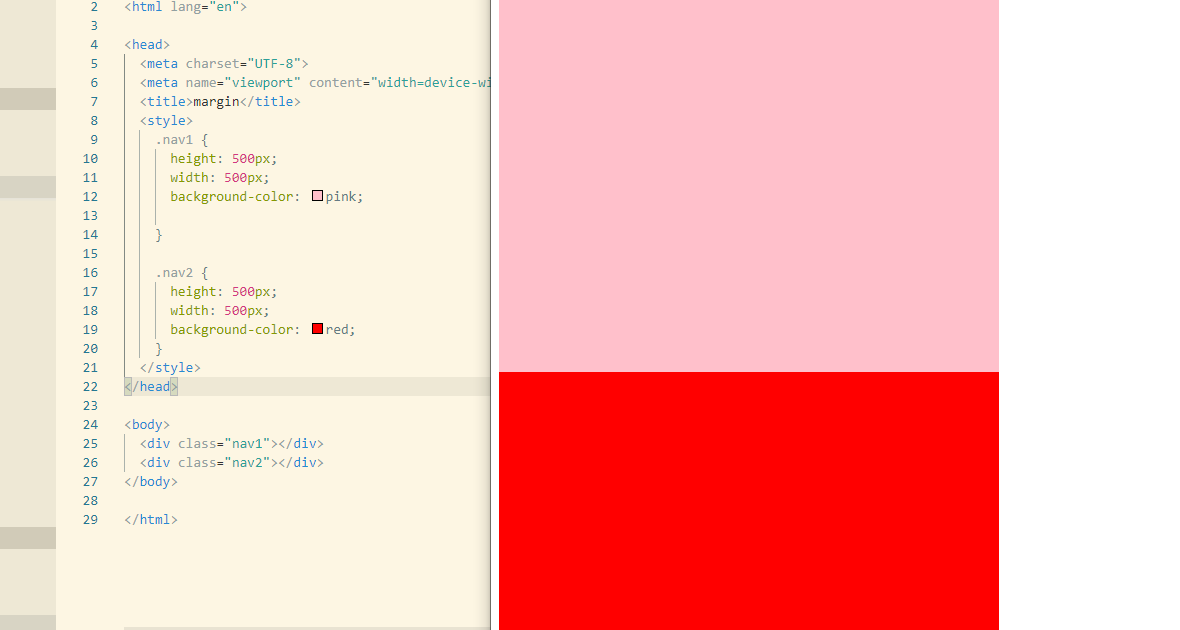 2 <html lang="en">
3
4 <head>
5 <meta charset="UTF-8">
6 <meta name="viewport" content="width=device-wi
7 <title>margin</title>
8 <style>
9 .nav1 {
10 height: 500px;
11 width: 500px;
12 background-color: pink;
13
14 }
15
16 .nav2 {
17 height: 500px;
18 width: 500px;
19 background-color: red;
20 }
21 </style>
22 </head>
23
24 <body>
25 <div class="nav1"></div>
26 <div class="nav2"></div>
27 </body>
28
29 </html>